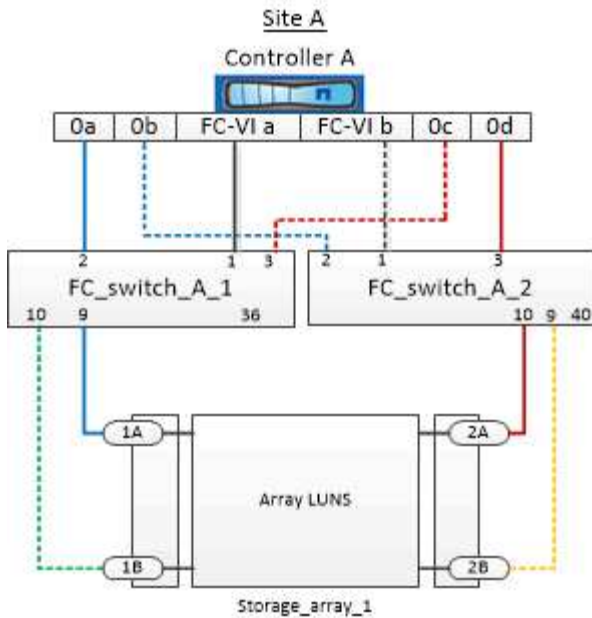 Site A
Controller A
0a 0b FC-VI a FC-VI b 0c 0d
2 1 3 2 1 3
FC_switch_A_1 FC_switch_A_2
10 9 36 10 9 40
1A 2A
Array LUNS
1B 2B
Storage_array_1